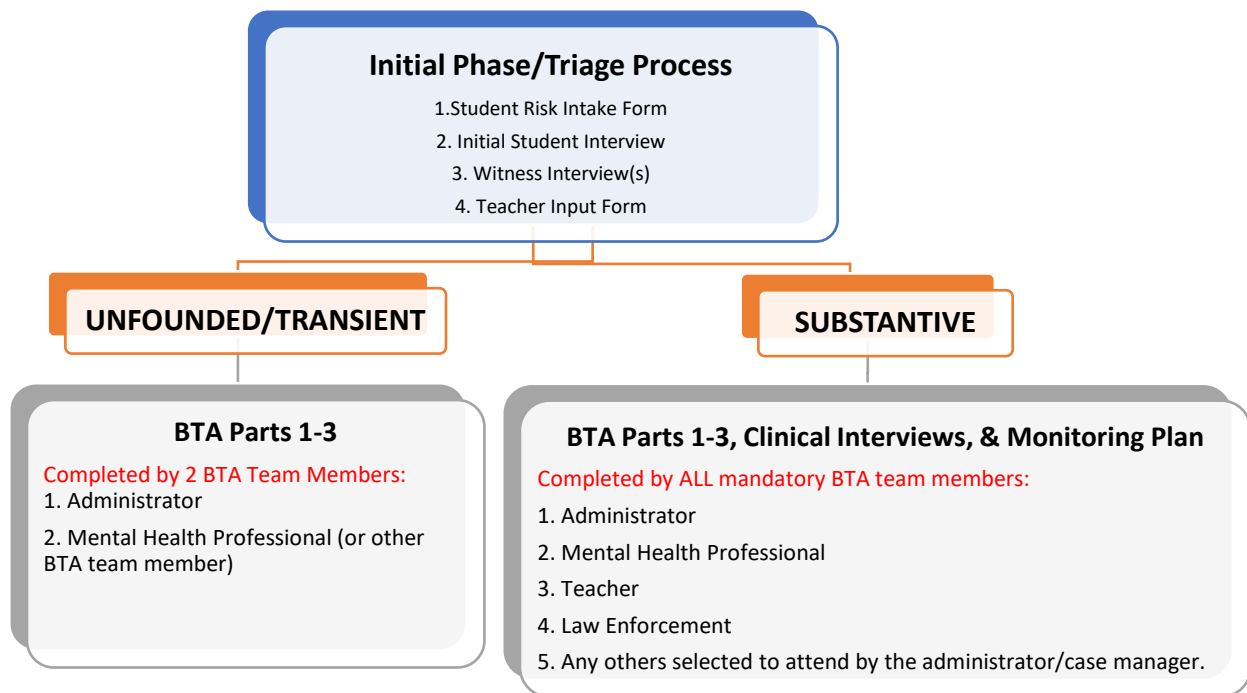 Initial Phase/Triage Process
1.Student Risk Intake Form
2. Initial Student Interview
3. Witness Interview(s)
4. Teacher Input Form
UNFOUNDED/TRANSIENT
SUBSTANTIVE
BTA Parts 1-3
Completed by 2 BTA Team Members:
1. Administrator
2. Mental Health Professional (or other
BTA team member)
BTA Parts 1-3, Clinical Interviews, & Monitoring Plan
Completed by ALL mandatory BTA team members:
1. Administrator
2. Mental Health Professional
3. Teacher
4. Law Enforcement
5. Any others selected to attend by the administrator/case manager.